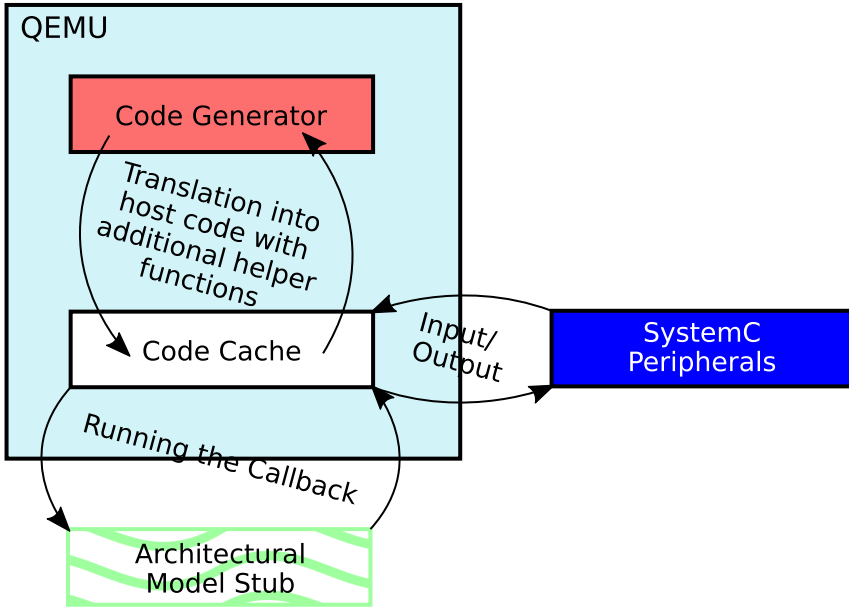 QEMU
Code Generator
Translation into
host code with
additional helper
functions
Code Cache
Input/
Output
SystemC
Peripherals
Running the Callback
Architectural
Model Stub